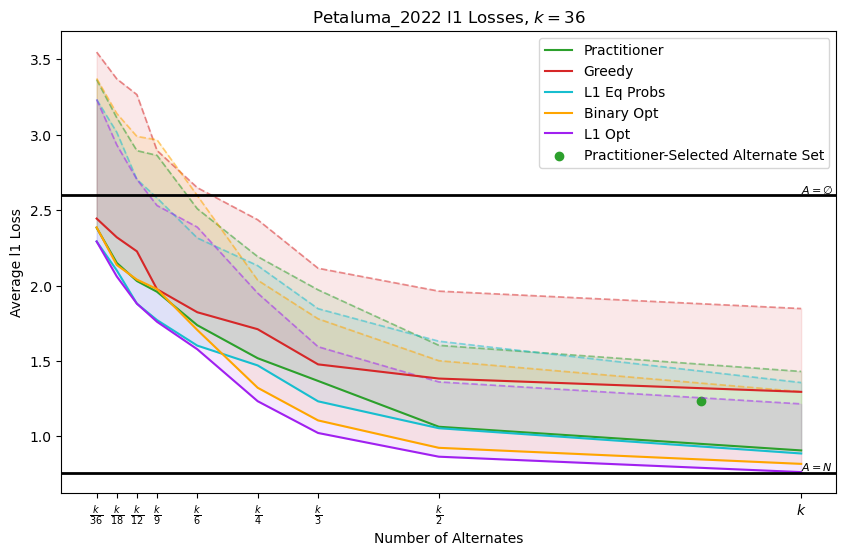 Petaluma_2022 l1 Losses, k = 36
Average l1 Loss
3.5
3.0
2.5
2.0
1.5
1.0
Practitioner
Greedy
L1 Eq Probs
Binary Opt
L1 Opt
Practitioner-Selected Alternate Set
A = ∅
A = N
k/36 k/18 k/12 k/9 k/6 k/4 k/3 k/2 k
Number of Alternates